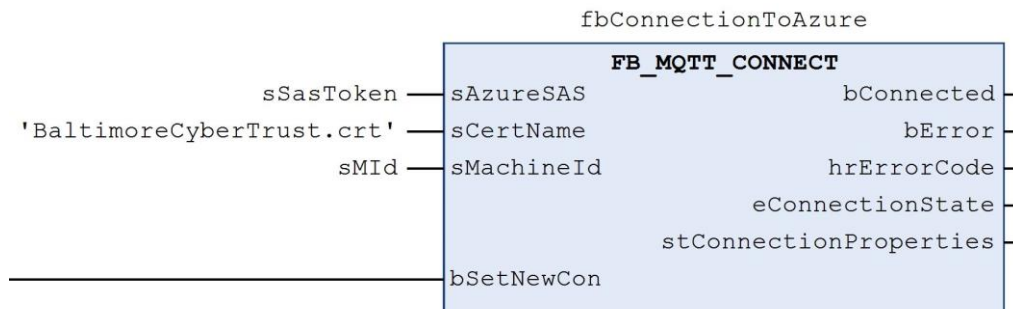 fbConnectionToAzure
FB_MQTT_CONNECT
sSasToken sAzureSAS bConnected
'BaltimoreCyberTrust.crt' sCertName bError
sMId sMachineId hrErrorCode
eConnectionState
stConnectionProperties
bSetNewCon